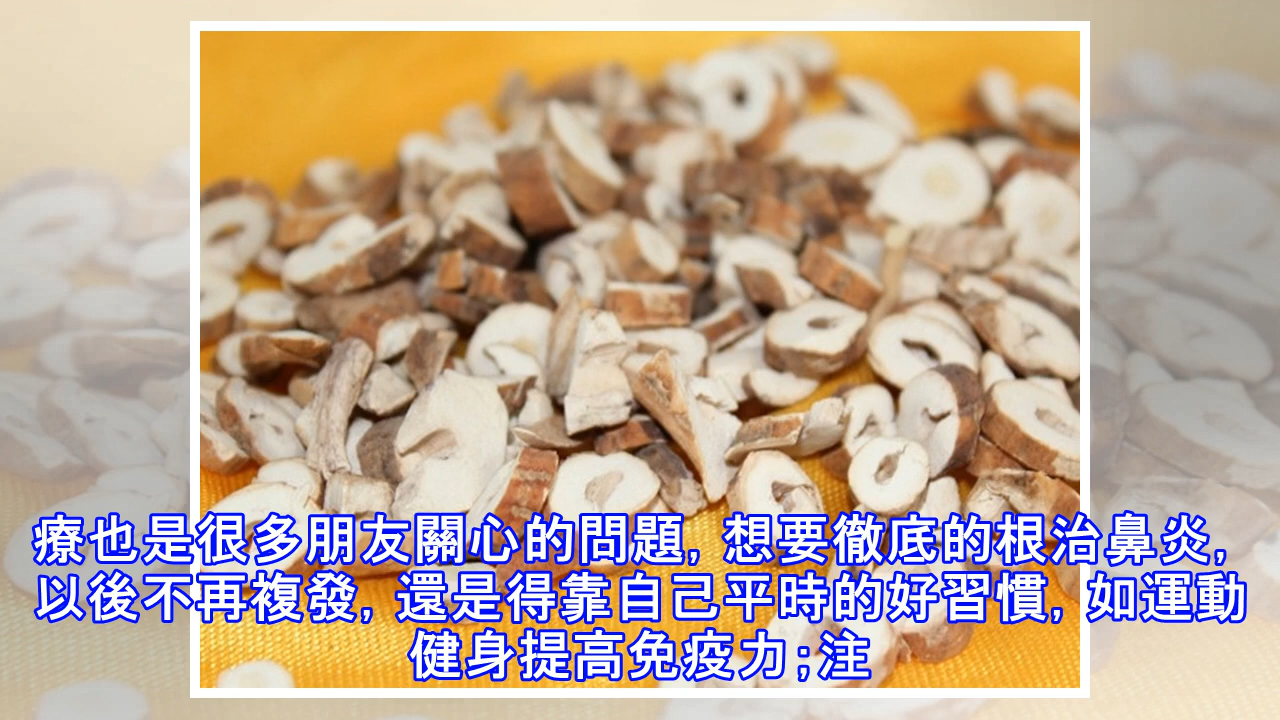 療也是很多朋友關心的問題, 想要徹底的根治鼻炎,
以後不再複發, 還是得靠自己平時的好習慣, 如運動
健身提高免疫力;注